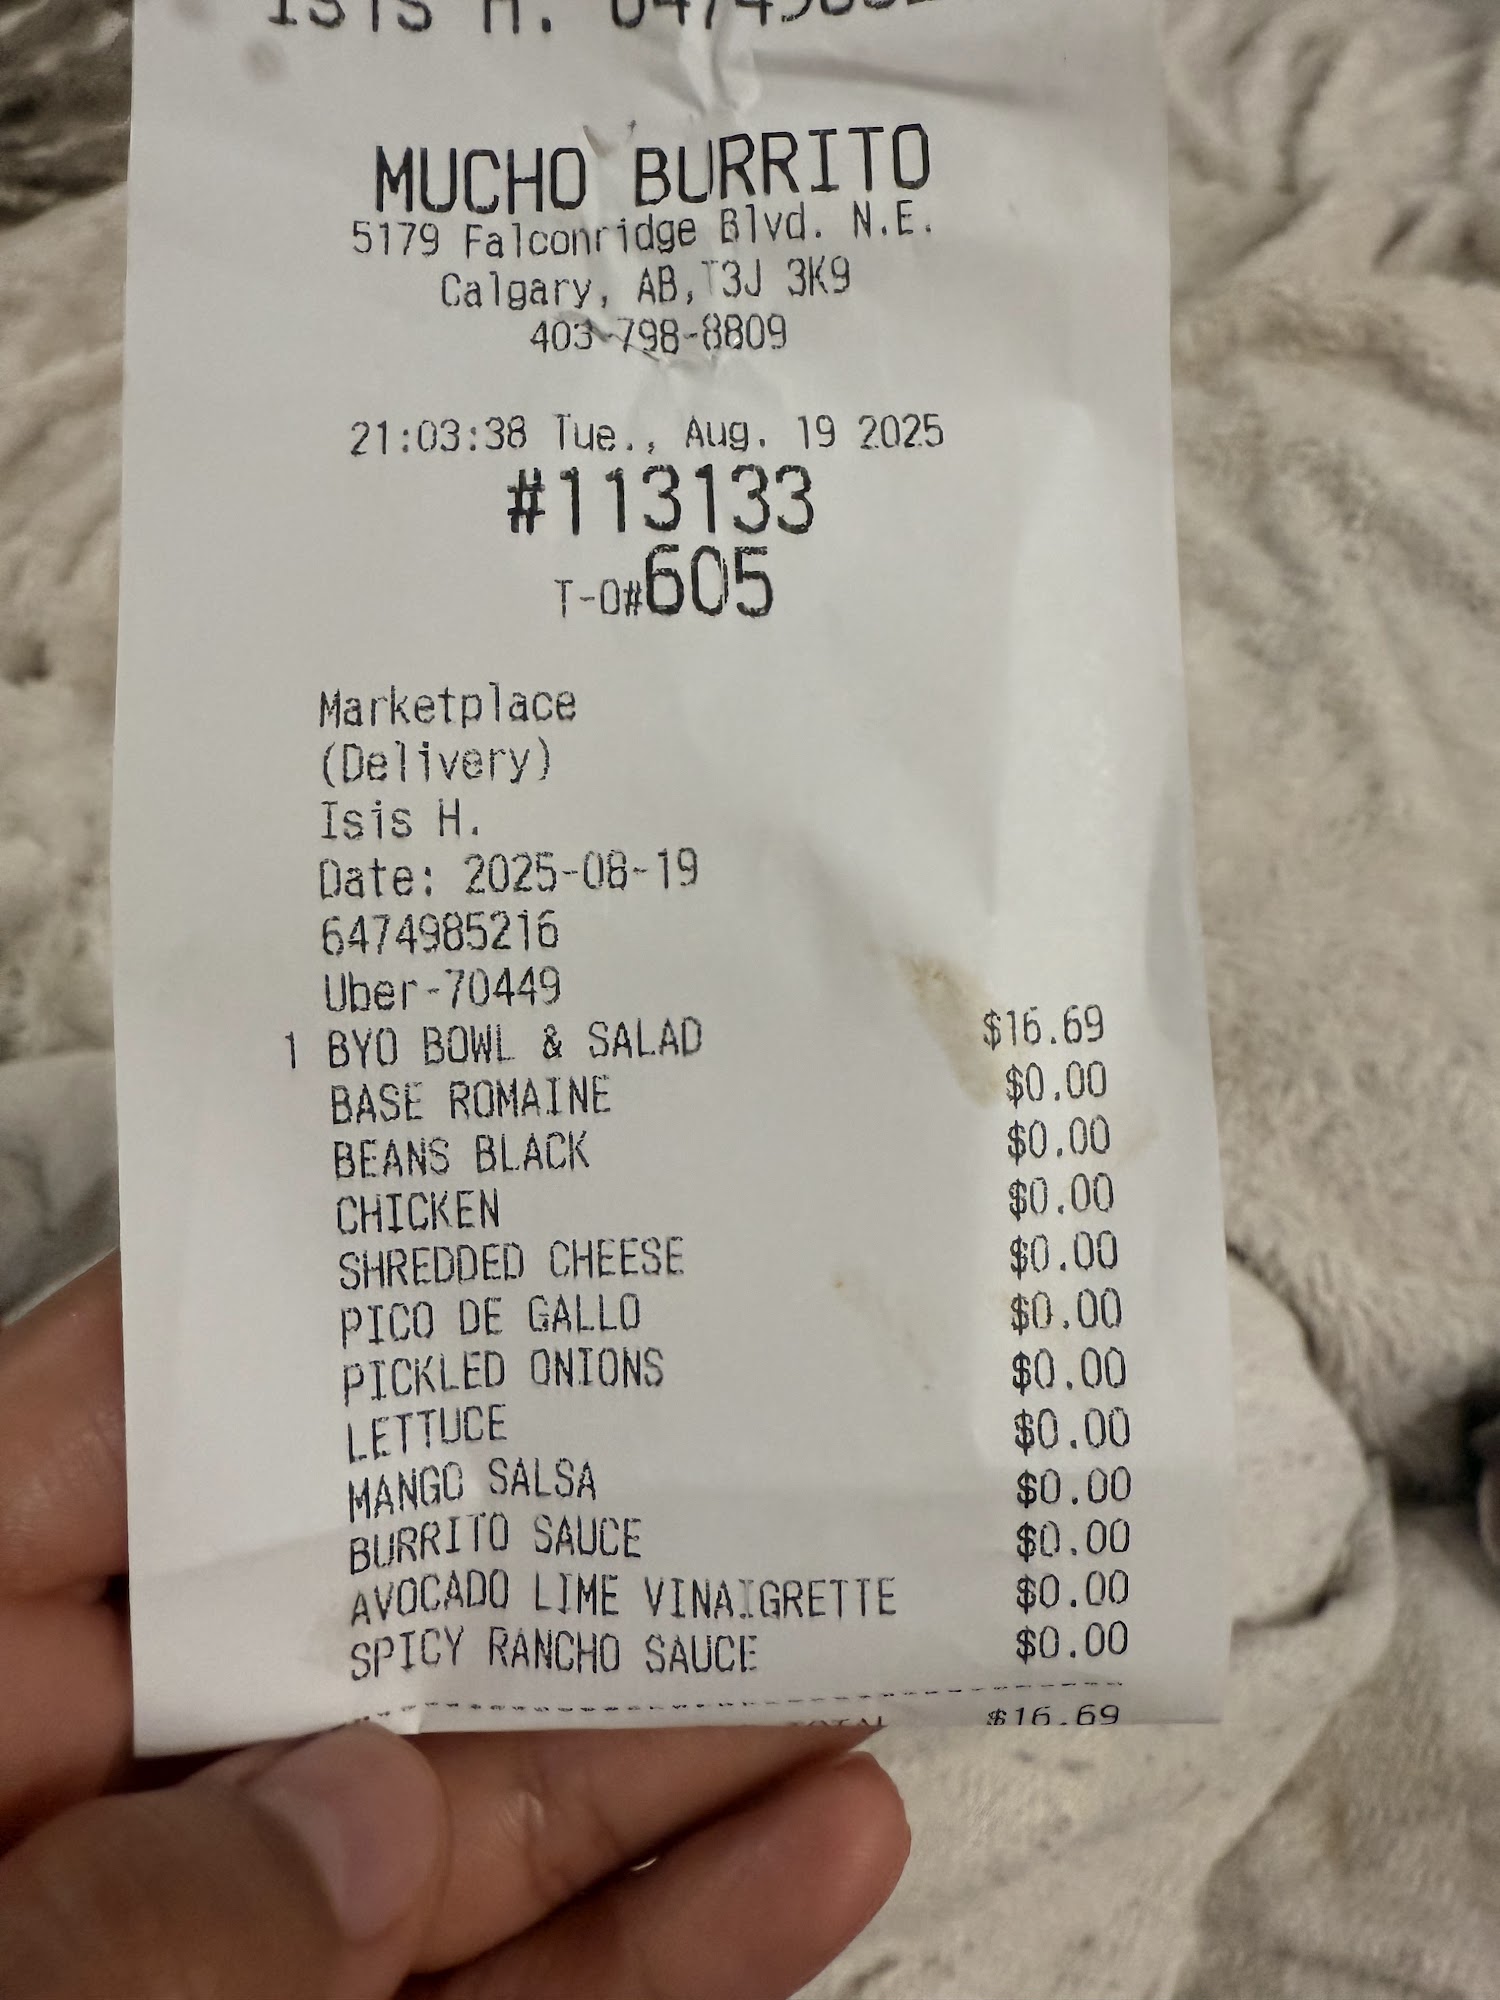 Isis H.
MUCHO BURRITO
5179 Falconridge Blvd. N.E.
Calgary, AB, T3J 3K9
403-798-8809
21:03:38 Tue., Aug. 19 2025
#113133
T-O#605
Marketplace
(Delivery)
Isis H.
Date: 2025-08-19
6474985216
Uber-70449
1 BYO BOWL & SALAD $16.69
BASE ROMAINE $0.00
BEANS BLACK $0.00
CHICKEN $0.00
SHREDDED CHEESE $0.00
PICO DE GALLO $0.00
PICKLED ONIONS $0.00
LETTUCE $0.00
MANGO SALSA $0.00
BURRITO SAUCE $0.00
AVOCADO LIME VINAIGRETTE $0.00
SPICY RANCHO SAUCE $0.00
TOTAL $16.69